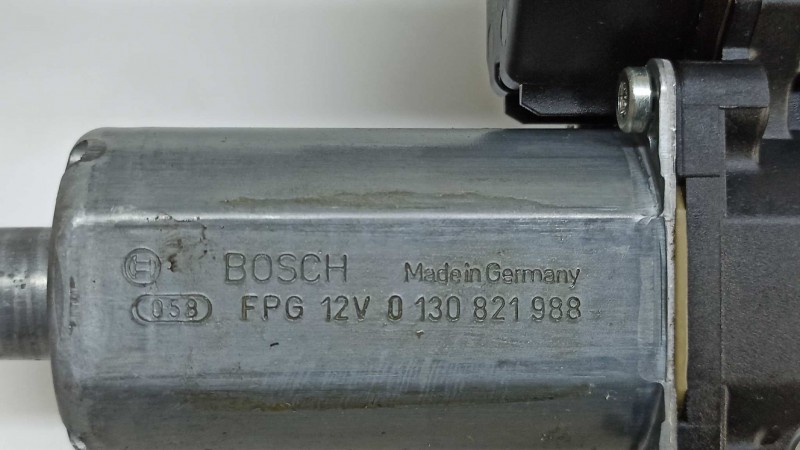 BOSCH Made in Germany
058 FPG 12V 0 130 821 988